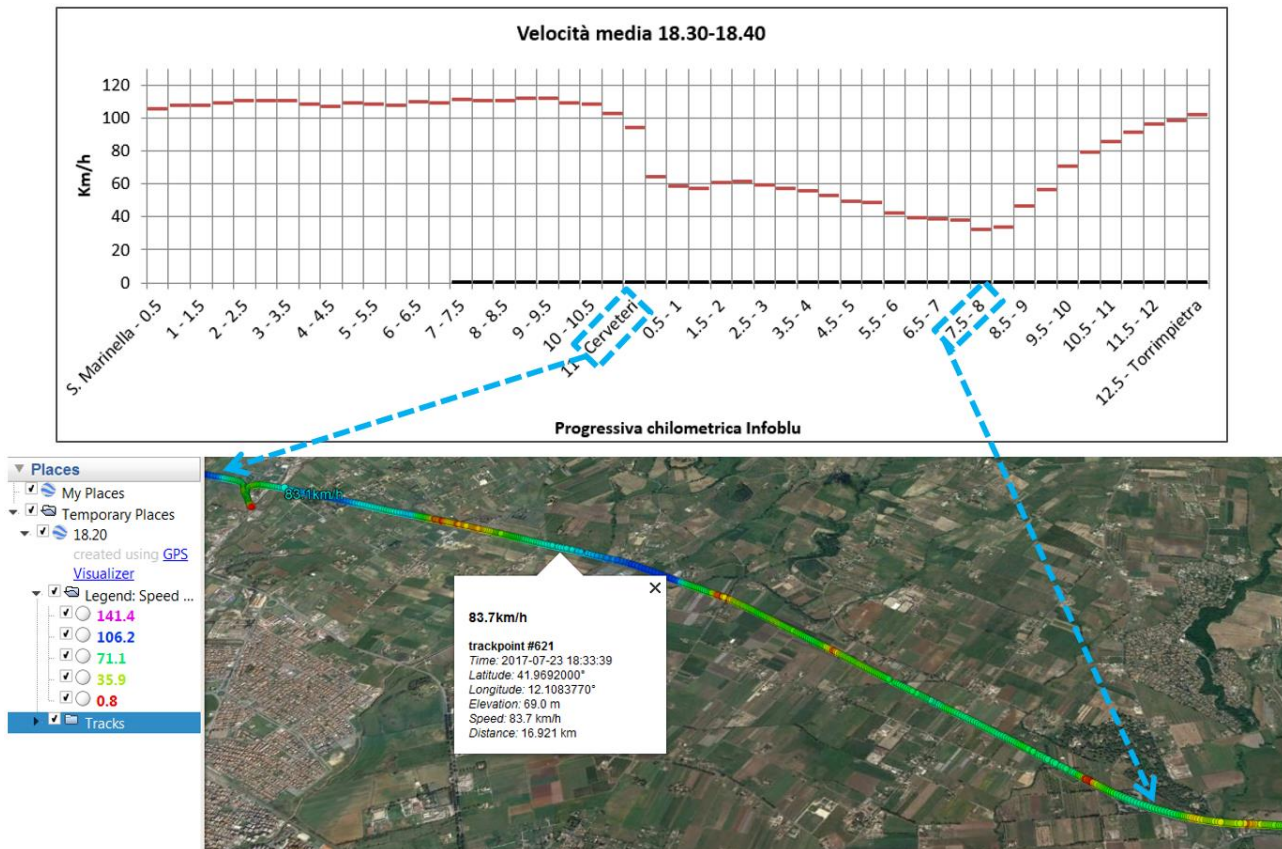 Velocità media 18.30-18.40
Km/h
120
100
80
60
40
20
0
S. Marinella - 0.5
1 - 1.5
2 - 2.5
3 - 3.5
4 - 4.5
5 - 5.5
6 - 6.5
7 - 7.5
8 - 8.5
9 - 9.5
10 - 10.5
11 - Cerveteri
0.5 - 1
1.5 - 2
2.5 - 3
3.5 - 4
4.5 - 5
5.5 - 6
6.5 - 7
7.5 - 8
8.5 - 9
9.5 - 10
10.5 - 11
11.5 - 12
12.5 - Torrimpietra
Progressiva chilometrica Infoblu
Places
My Places
Temporary Places
18.20
created using GPS
Visualizer
Legend: Speed ...
141.4
106.2
71.1
35.9
0.8
Tracks
83.1km/h
83.7km/h
trackpoint #621
Time: 2017-07-23 18:33:39
Latitude: 41.9692000°
Longitude: 12.1083770°
Elevation: 69.0 m
Speed: 83.7 km/h
Distance: 16.921 km